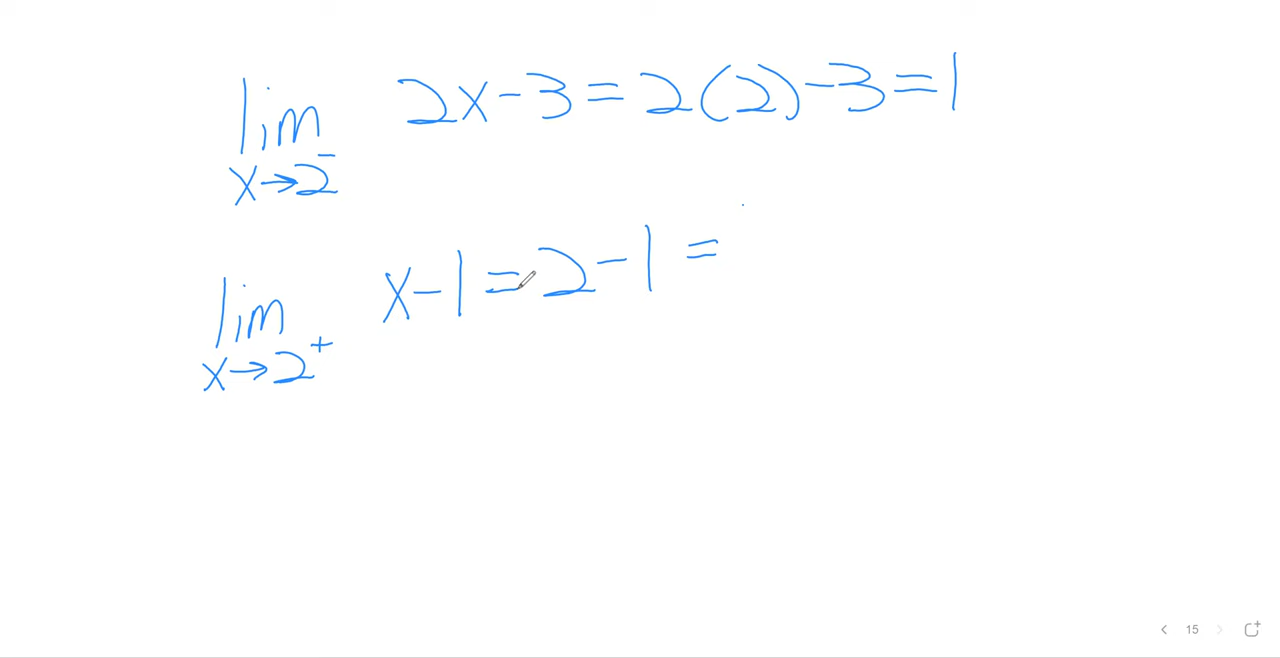 lim x→2⁻ 2x-3=2(2)-3=1
lim x→2⁺ x-1=2-1=
< 15 >